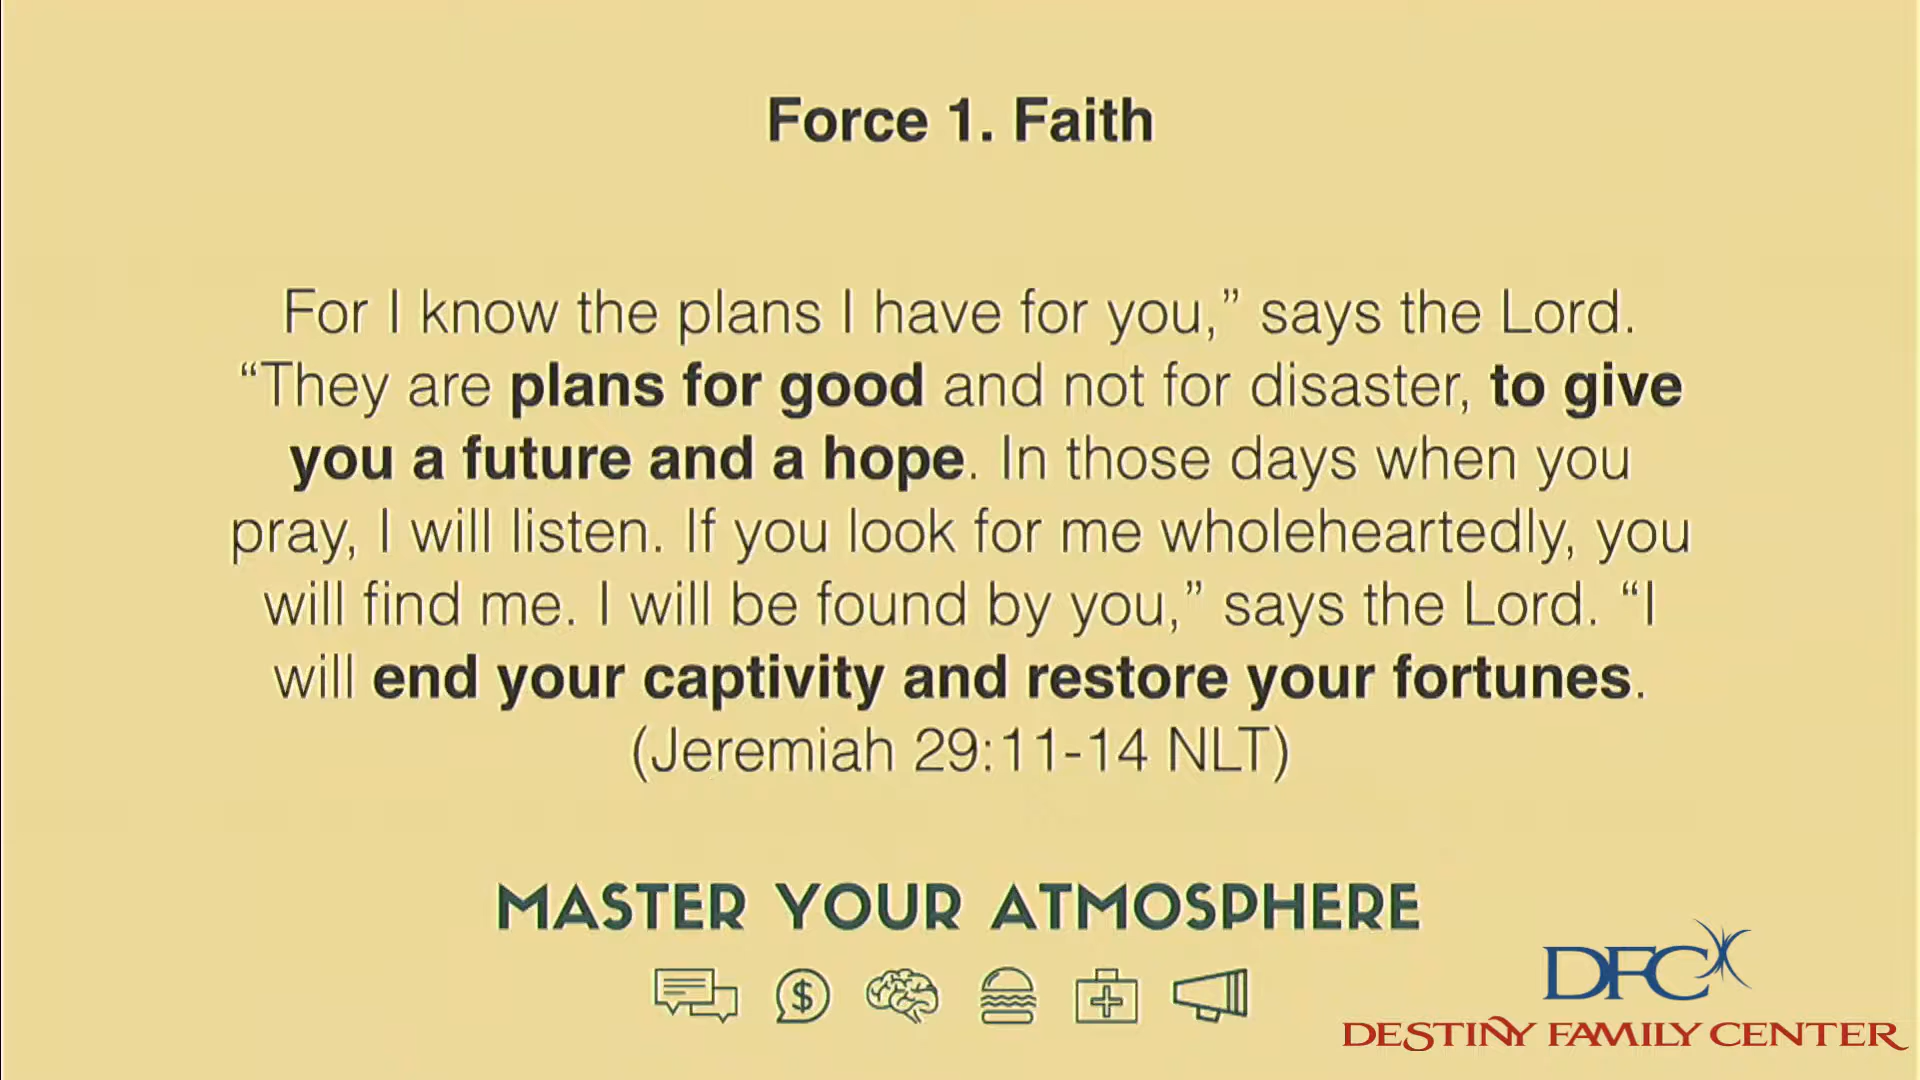 Force 1. Faith
For I know the plans I have for you,” says the Lord.
“They are plans for good and not for disaster, to give
you a future and a hope. In those days when you
pray, I will listen. If you look for me wholeheartedly, you
will find me. I will be found by you,” says the Lord. “I
will end your captivity and restore your fortunes.
(Jeremiah 29:11-14 NLT)
MASTER YOUR ATMOSPHERE
$
DFC
DESTINY FAMILY CENTER